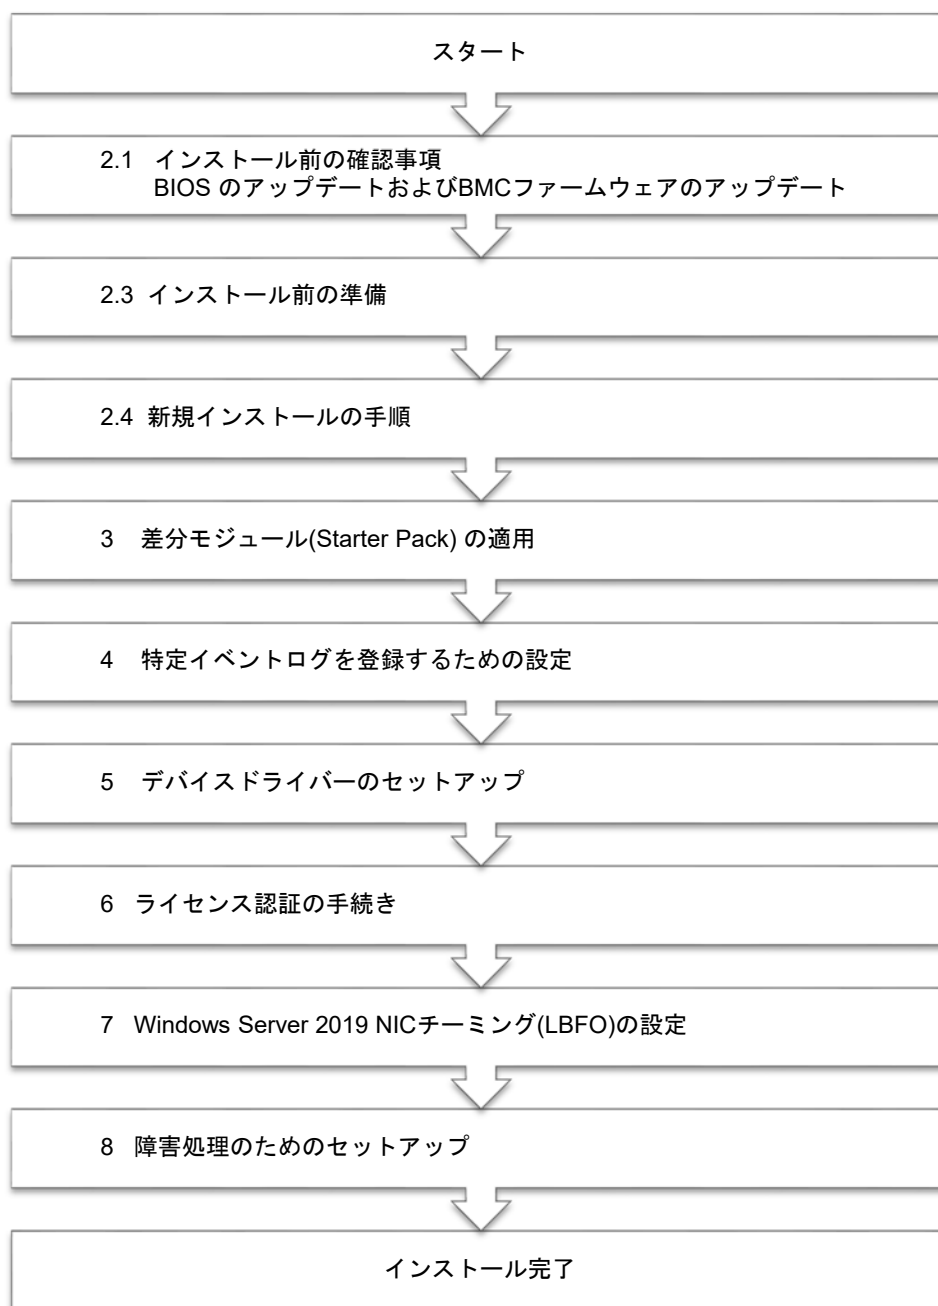 スタート
2.1 インストール前の確認事項
BIOS のアップデートおよびBMCファームウェアのアップデート
2.3 インストール前の準備
2.4 新規インストールの手順
3 差分モジュール(Starter Pack) の適用
4 特定イベントログを登録するための設定
5 デバイスドライバーのセットアップ
6 ライセンス認証の手続き
7 Windows Server 2019 NICチーミング(LBFO)の設定
8 障害処理のためのセットアップ
インストール完了